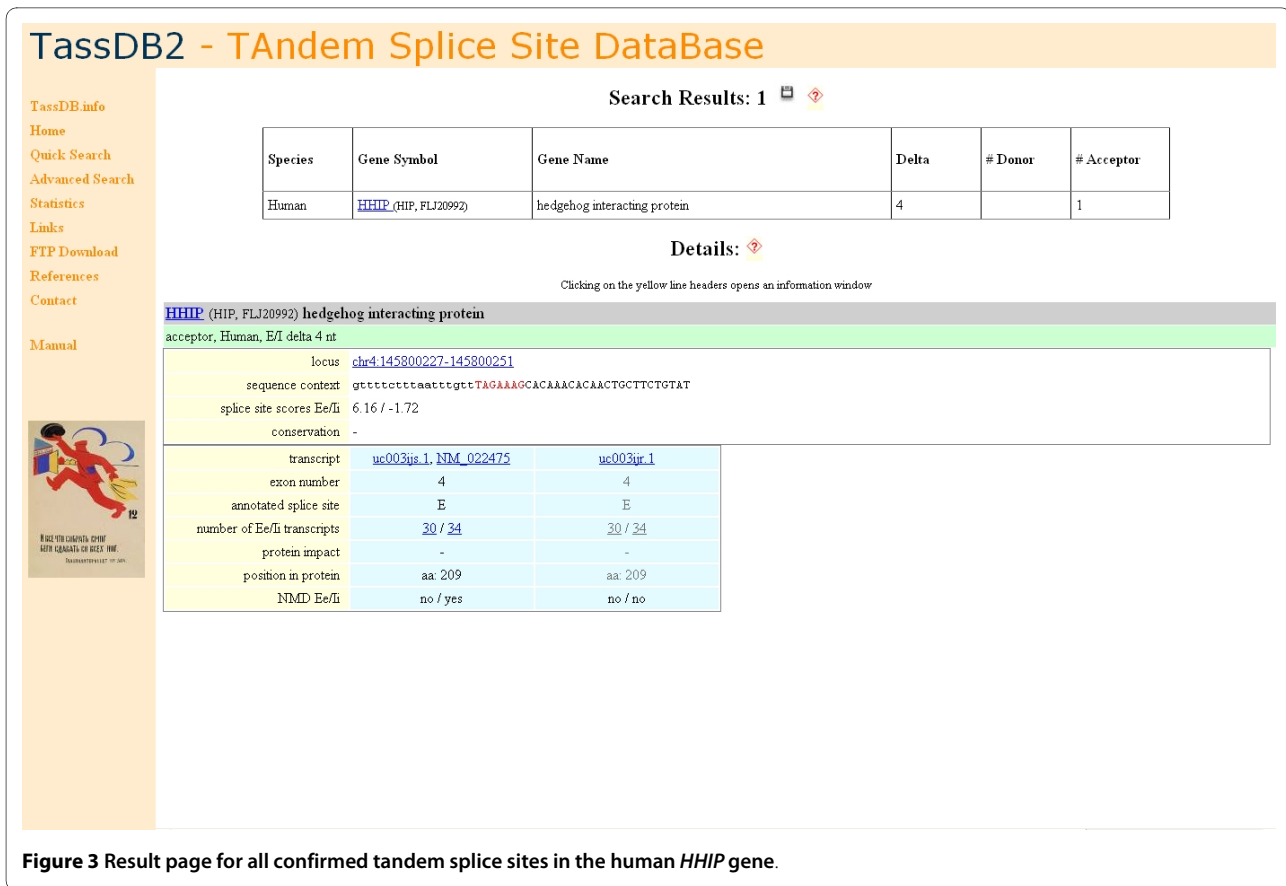 TassDB2 - TAndem Splice Site DataBase
TassDB.info
Home
Quick Search
Advanced Search
Statistics
Links
FTP Download
References
Contact
Manual
Search Results: 1
Species Gene Symbol Gene Name Delta # Donor # Acceptor
Human HHIP (HIP, FLJ20992) hedgehog interacting protein 4 1
Details:
Clicking on the yellow line headers opens an information window
HHIP (HIP, FLJ20992) hedgehog interacting protein
acceptor, Human, E/I delta 4 nt
locus chr4:145800227-145800251
sequence context gttttctttaatttgttTAGAAAGCACAAACACAACTGCTTCTGTAT
splice site scores Ee/Ii 6.16 / -1.72
conservation -
transcript uc003ijs.1, NM_022475 uc003ijr.1
exon number 4 4
annotated splice site E E
number of Ee/Ii transcripts 30 / 34 30 / 34
protein impact - -
position in protein aa: 209 aa: 209
NMD Ee/Ii no / yes no / no
12
Figure 3 Result page for all confirmed tandem splice sites in the human HHIP gene.